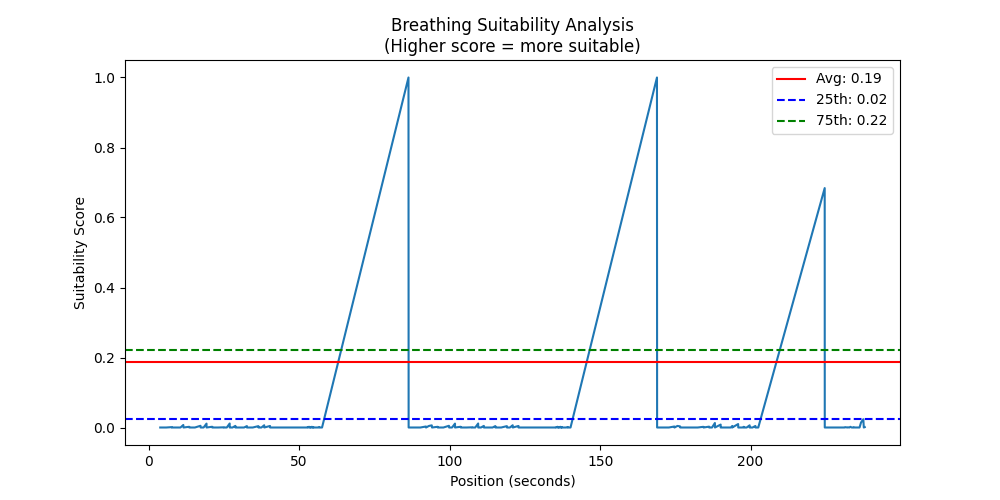 Breathing Suitability Analysis
(Higher score = more suitable)
Avg: 0.19
25th: 0.02
75th: 0.22
Suitability Score
1.0
0.8
0.6
0.4
0.2
0.0
0
50
100
150
200
Position (seconds)